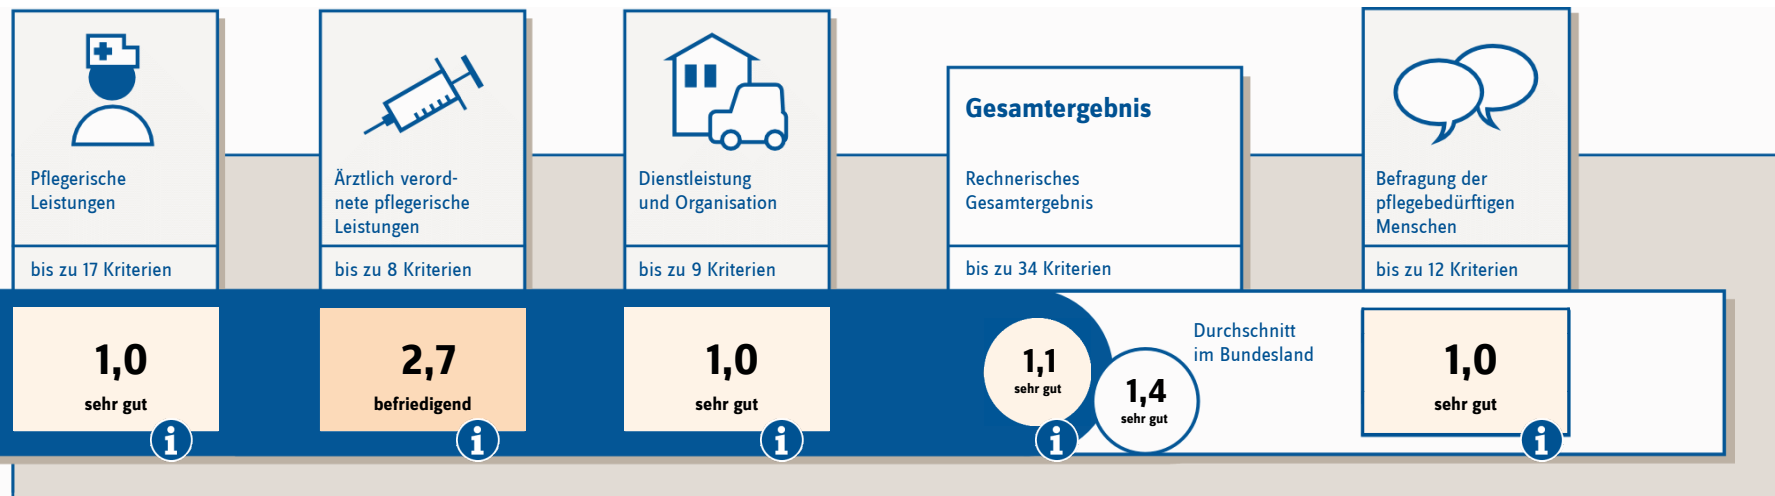 Pflegerische
Leistungen
bis zu 17 Kriterien
1,0
sehr gut
i
Ärztlich verord-
nete pflegerische
Leistungen
bis zu 8 Kriterien
2,7
befriedigend
i
Dienstleistung
und Organisation
bis zu 9 Kriterien
1,0
sehr gut
i
Gesamtergebnis
Rechnerisches
Gesamtergebnis
bis zu 34 Kriterien
1,1
sehr gut
i
Durchschnitt
im Bundesland
1,4
sehr gut
Befragung der
pflegebedürftigen
Menschen
bis zu 12 Kriterien
1,0
sehr gut
i